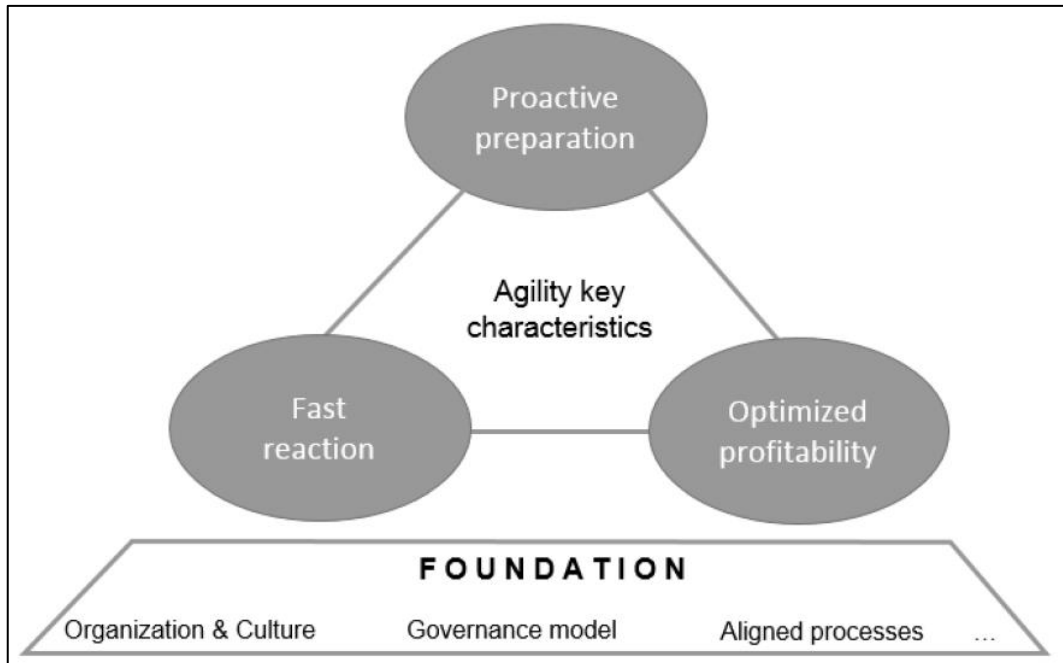 Proactive
preparation
Agility key
characteristics
Fast
reaction
Optimized
profitability
FOUNDATION
Organization & Culture Governance model Aligned processes ...